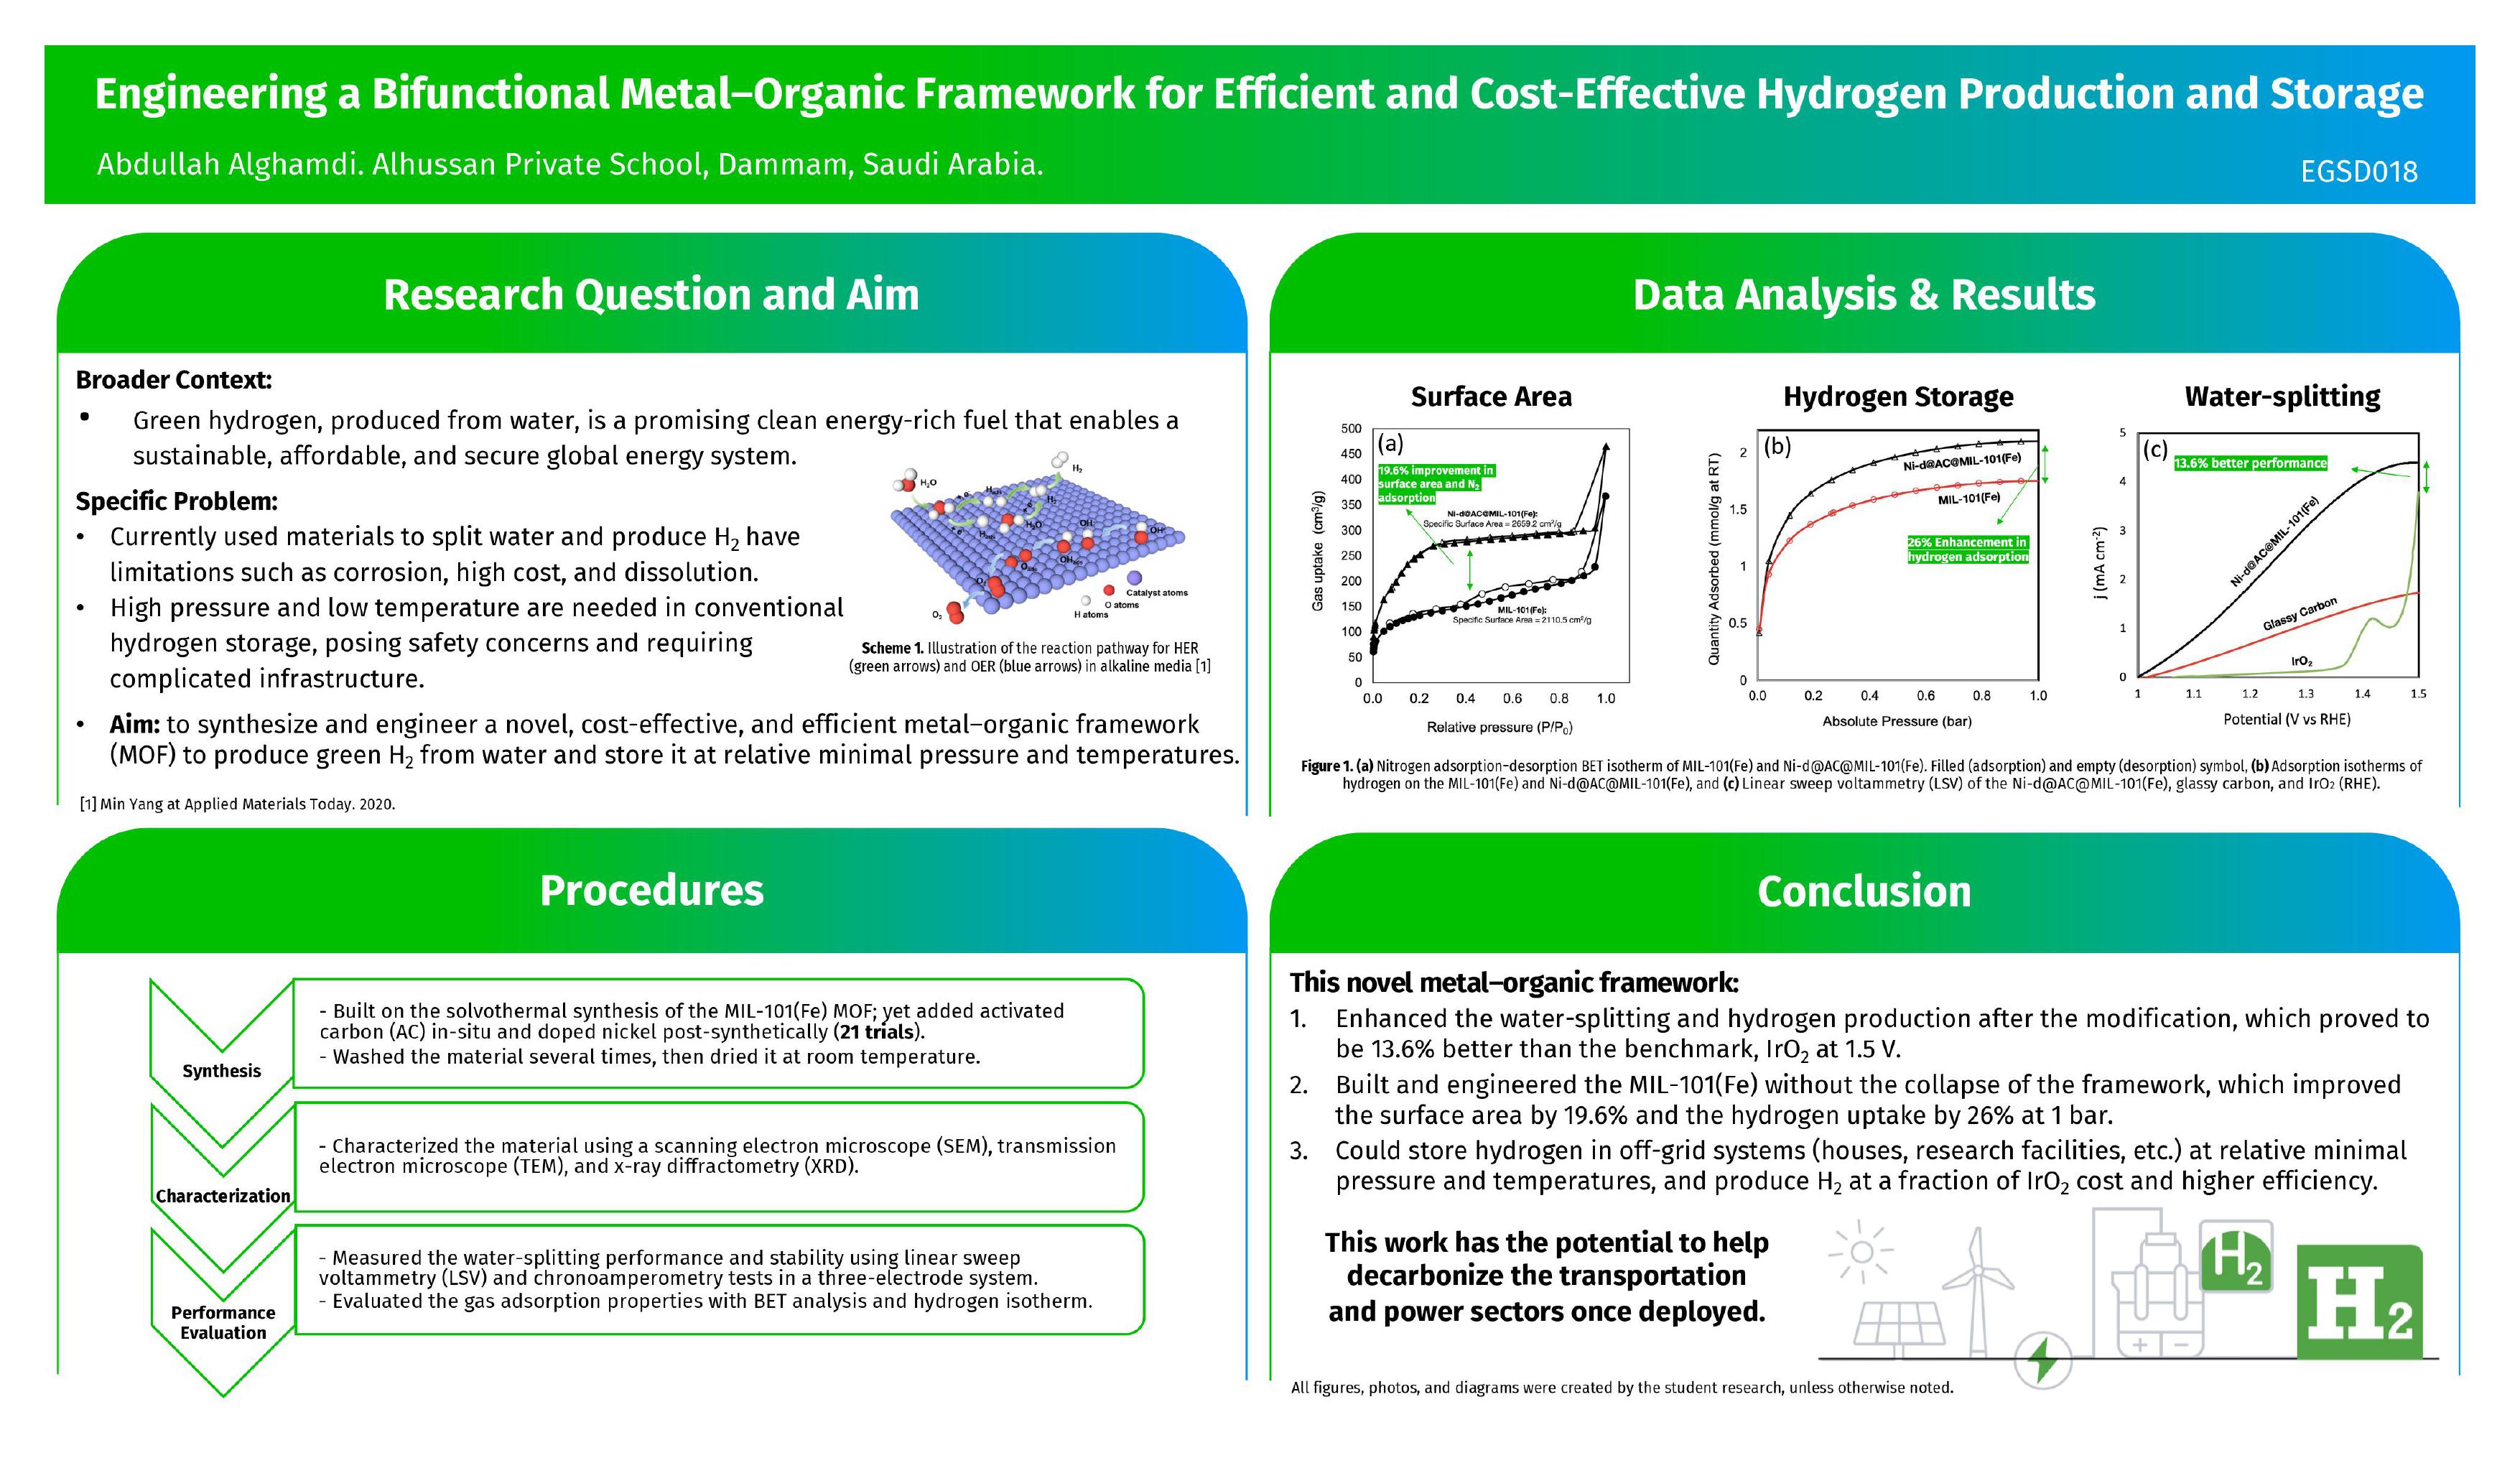 Engineering a Bifunctional Metal–Organic Framework for Efficient and Cost-Effective Hydrogen Production and Storage
Abdullah Alghamdi. Alhussan Private School, Dammam, Saudi Arabia.
EGSD018
Research Question and Aim
Broader Context:
• Green hydrogen, produced from water, is a promising clean energy-rich fuel that enables a
sustainable, affordable, and secure global energy system.
Specific Problem:
• Currently used materials to split water and produce H₂ have
limitations such as corrosion, high cost, and dissolution.
• High pressure and low temperature are needed in conventional
hydrogen storage, posing safety concerns and requiring
complicated infrastructure.
H₂O
H₂
H₂
H₂O
OH
OH
O₂
O₂
Catalyst atoms
O atoms
H atoms
Scheme 1. Illustration of the reaction pathway for HER
(green arrows) and OER (blue arrows) in alkaline media [1]
• Aim: to synthesize and engineer a novel, cost-effective, and efficient metal–organic framework
(MOF) to produce green H₂ from water and store it at relative minimal pressure and temperatures.
[1] Min Yang at Applied Materials Today. 2020.
Data Analysis & Results
Surface Area
(a)
19.6% improvement in
surface area and N₂
adsorption
Ni-d@AC@MIL-101(Fe):
Specific Surface Area = 2659.2 cm²/g
MIL-101(Fe):
Specific Surface Area = 2110.5 cm²/g
Gas uptake (cm³/g)
500
450
400
350
300
250
200
150
100
50
0
0.0 0.2 0.4 0.6 0.8 1.0
Relative pressure (P/P₀)
Hydrogen Storage
(b)
Ni-d@AC@MIL-101(Fe)
MIL-101(Fe)
26% Enhancement in
hydrogen adsorption
Quantity Adsorbed (mmol/g at RT)
2
1.5
1
0.5
0
0.0 0.2 0.4 0.6 0.8 1.0
Absolute Pressure (bar)
Water-splitting
(c)
13.6% better performance
Ni-d@AC@MIL-101(Fe)
Glassy Carbon
IrO₂
j (mA cm⁻²)
5
4
3
2
1
0
1 1.1 1.2 1.3 1.4 1.5
Potential (V vs RHE)
Figure 1. (a) Nitrogen adsorption–desorption BET isotherm of MIL-101(Fe) and Ni-d@AC@MIL-101(Fe). Filled (adsorption) and empty (desorption) symbol, (b) Adsorption isotherms of
hydrogen on the MIL-101(Fe) and Ni-d@AC@MIL-101(Fe), and (c) Linear sweep voltammetry (LSV) of the Ni-d@AC@MIL-101(Fe), glassy carbon, and IrO₂ (RHE).
Procedures
Synthesis
- Built on the solvothermal synthesis of the MIL-101(Fe) MOF; yet added activated
carbon (AC) in-situ and doped nickel post-synthetically (21 trials).
- Washed the material several times, then dried it at room temperature.
Characterization
- Characterized the material using a scanning electron microscope (SEM), transmission
electron microscope (TEM), and x-ray diffractometry (XRD).
Performance
Evaluation
- Measured the water-splitting performance and stability using linear sweep
voltammetry (LSV) and chronoamperometry tests in a three-electrode system.
- Evaluated the gas adsorption properties with BET analysis and hydrogen isotherm.
Conclusion
This novel metal–organic framework:
1. Enhanced the water-splitting and hydrogen production after the modification, which proved to
be 13.6% better than the benchmark, IrO₂ at 1.5 V.
2. Built and engineered the MIL-101(Fe) without the collapse of the framework, which improved
the surface area by 19.6% and the hydrogen uptake by 26% at 1 bar.
3. Could store hydrogen in off-grid systems (houses, research facilities, etc.) at relative minimal
pressure and temperatures, and produce H₂ at a fraction of IrO₂ cost and higher efficiency.
This work has the potential to help
decarbonize the transportation
and power sectors once deployed.
H₂
H₂
+ −
All figures, photos, and diagrams were created by the student research, unless otherwise noted.